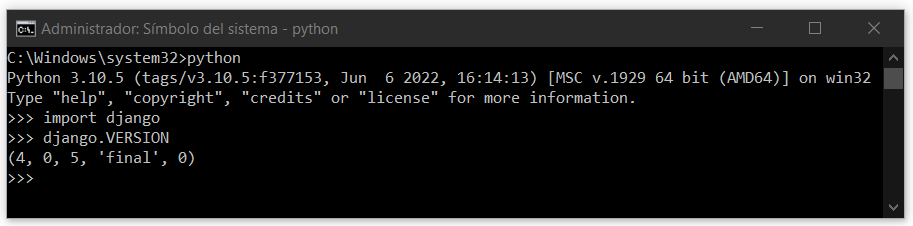 Administrador: Símbolo del sistema - python
C:\Windows\system32>python
Python 3.10.5 (tags/v3.10.5:f377153, Jun  6 2022, 16:14:13) [MSC v.1929 64 bit (AMD64)] on win32
Type "help", "copyright", "credits" or "license" for more information.
>>> import django
>>> django.VERSION
(4, 0, 5, 'final', 0)
>>>